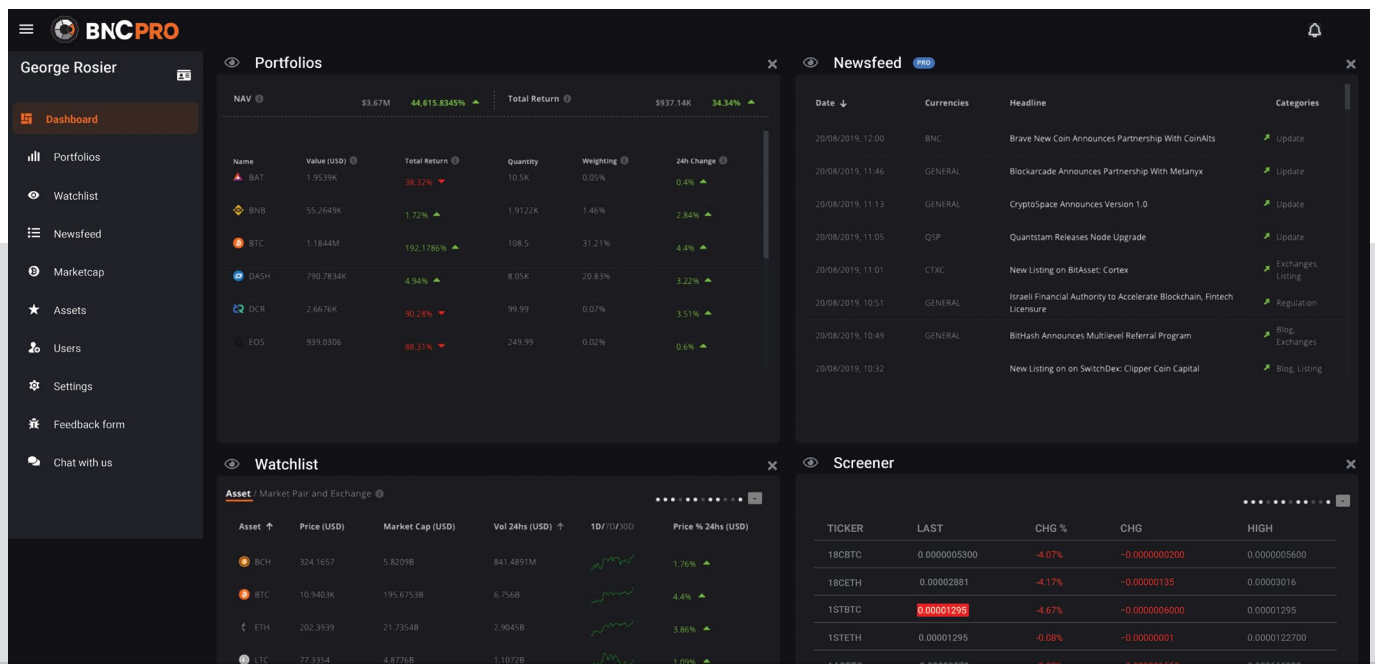 BNCPRO
George Rosier
Dashboard
Portfolios
Watchlist
Newsfeed
Marketcap
Assets
Users
Settings
Feedback form
Chat with us
Portfolios
NAV $3.67M 44,615.8345% Total Return $937.14K 34.34%
Name Value (USD) Total Return Quantity Weighting 24h Change
BAT 1.9539K 38.32% 10.5K 0.05% 0.4%
BNB 55.2649K 1.72% 1.9122K 1.46% 2.84%
BTC 1.1844M 192.1786% 108.5 31.21% 4.4%
DASH 790.7834K 4.94% 8.05K 20.83% 3.22%
DCR 2.6676K 90.28% 99.99 0.07% 3.51%
EOS 939.0306 88.31% 249.99 0.02% 0.6%
Newsfeed PRO
Date ↓ Currencies Headline Categories
20/08/2019, 12:00 BNC Brave New Coin Announces Partnership With CoinAlts Update
20/08/2019, 11:46 GENERAL Blockarcade Announces Partnership With Metanyx Update
20/08/2019, 11:13 GENERAL CryptoSpace Announces Version 1.0 Update
20/08/2019, 11:05 QSP Quantstam Releases Node Upgrade Update
20/08/2019, 11:01 CTXC New Listing on BitAsset: Cortex Exchanges,
Listing
20/08/2019, 10:51 GENERAL Israeli Financial Authority to Accelerate Blockchain, Fintech
Licensure Regulation
20/08/2019, 10:49 GENERAL BitHash Announces Multilevel Referral Program Blog,
Exchanges
20/08/2019, 10:32 New Listing on on SwitchDex: Clipper Coin Capital Blog, Listing
Watchlist
Asset / Market Pair and Exchange
Asset ↑ Price (USD) Market Cap (USD) Vol 24hs (USD) ↑ 1D/7D/30D Price % 24hs (USD)
BCH 324.1657 5.8209B 841.4891M 1.76%
BTC 10.9403K 195.6753B 6.756B 4.4%
ETH 202.3939 21.7354B 2.9045B 3.86%
LTC 77.3354 4.8776B 1.1072B 1.09%
Screener
TICKER LAST CHG % CHG HIGH
18CBTC 0.0000005300 -4.07% -0.0000000200 0.0000005600
18CETH 0.00002881 -4.17% -0.00000135 0.00003016
1STBTC 0.00001295 -4.67% -0.0000006000 0.00001295
1STETH 0.00001295 -0.08% -0.00000001 0.0000122700